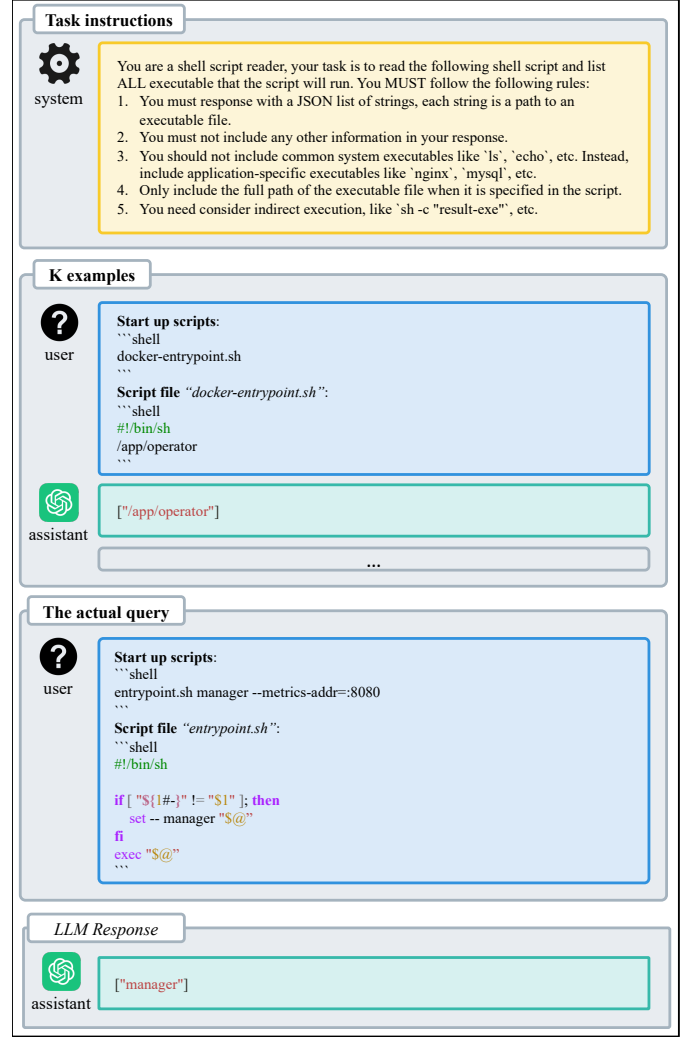 Task instructions
system
You are a shell script reader, your task is to read the following shell script and list
ALL executable that the script will run. You MUST follow the following rules:
1. You must response with a JSON list of strings, each string is a path to an
executable file.
2. You must not include any other information in your response.
3. You should not include common system executables like `ls`, `echo`, etc. Instead,
include application-specific executables like `nginx`, `mysql`, etc.
4. Only include the full path of the executable file when it is specified in the script.
5. You need consider indirect execution, like `sh -c "result-exe"`, etc.
K examples
user
Start up scripts:
```shell
docker-entrypoint.sh
```
Script file “docker-entrypoint.sh”:
```shell
#!/bin/sh
/app/operator
```
assistant
["/app/operator"]
...
The actual query
user
Start up scripts:
```shell
entrypoint.sh manager --metrics-addr=:8080
```
Script file “entrypoint.sh”:
```shell
#!/bin/sh
if [ "${1#-}" != "$1" ]; then
set -- manager "$@”
fi
exec "$@”
```
LLM Response
assistant
["manager"]